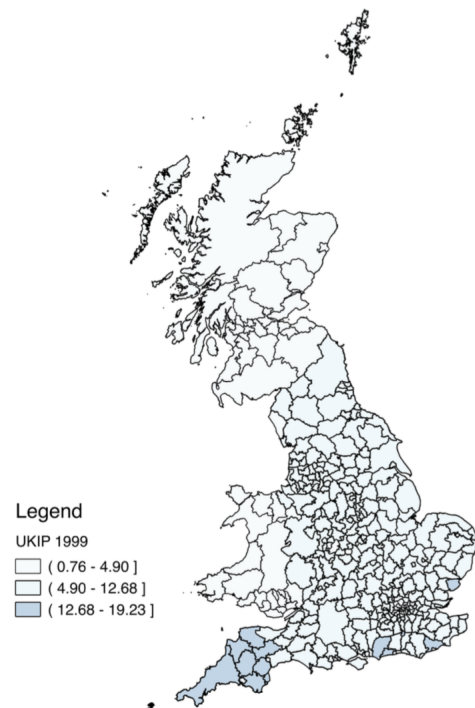 Legend
UKIP 1999
( 0.76 - 4.90 ]
( 4.90 - 12.68 ]
( 12.68 - 19.23 ]